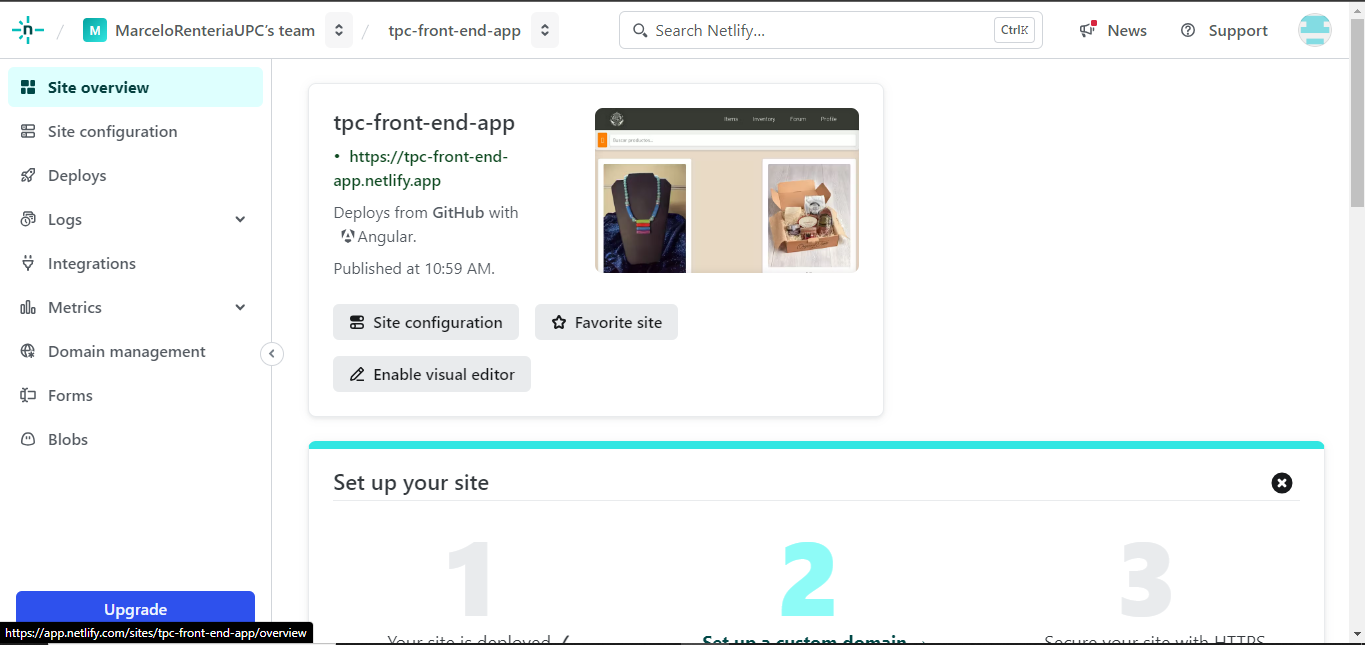 n / M MarceloRenteriaUPC's team / tpc-front-end-app Search Netlify... Ctrl K News Support
Site overview
Site configuration
Deploys
Logs
Integrations
Metrics
Domain management
Forms
Blobs
Upgrade
https://app.netlify.com/sites/tpc-front-end-app/overview
tpc-front-end-app
• https://tpc-front-end-
app.netlify.app
Deploys from GitHub with
Angular.
Published at 10:59 AM.
Items Inventory Forum Profile
Buscar productos...
Site configuration
Favorite site
Enable visual editor
Set up your site
1
2
3
Your site is deployed ✓
Set up a custom domain →
Secure your site with HTTPS